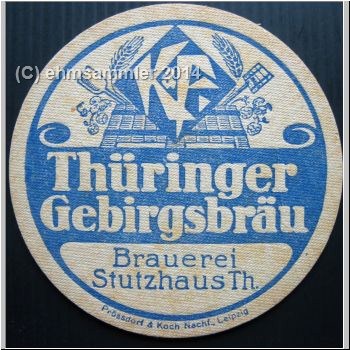 (C) ehmsammler 2014
Thüringer
Gebirgsbräu
Brauerei
Stutzhaus Th.
Prössdorf & Koch Nachf., Leipzig